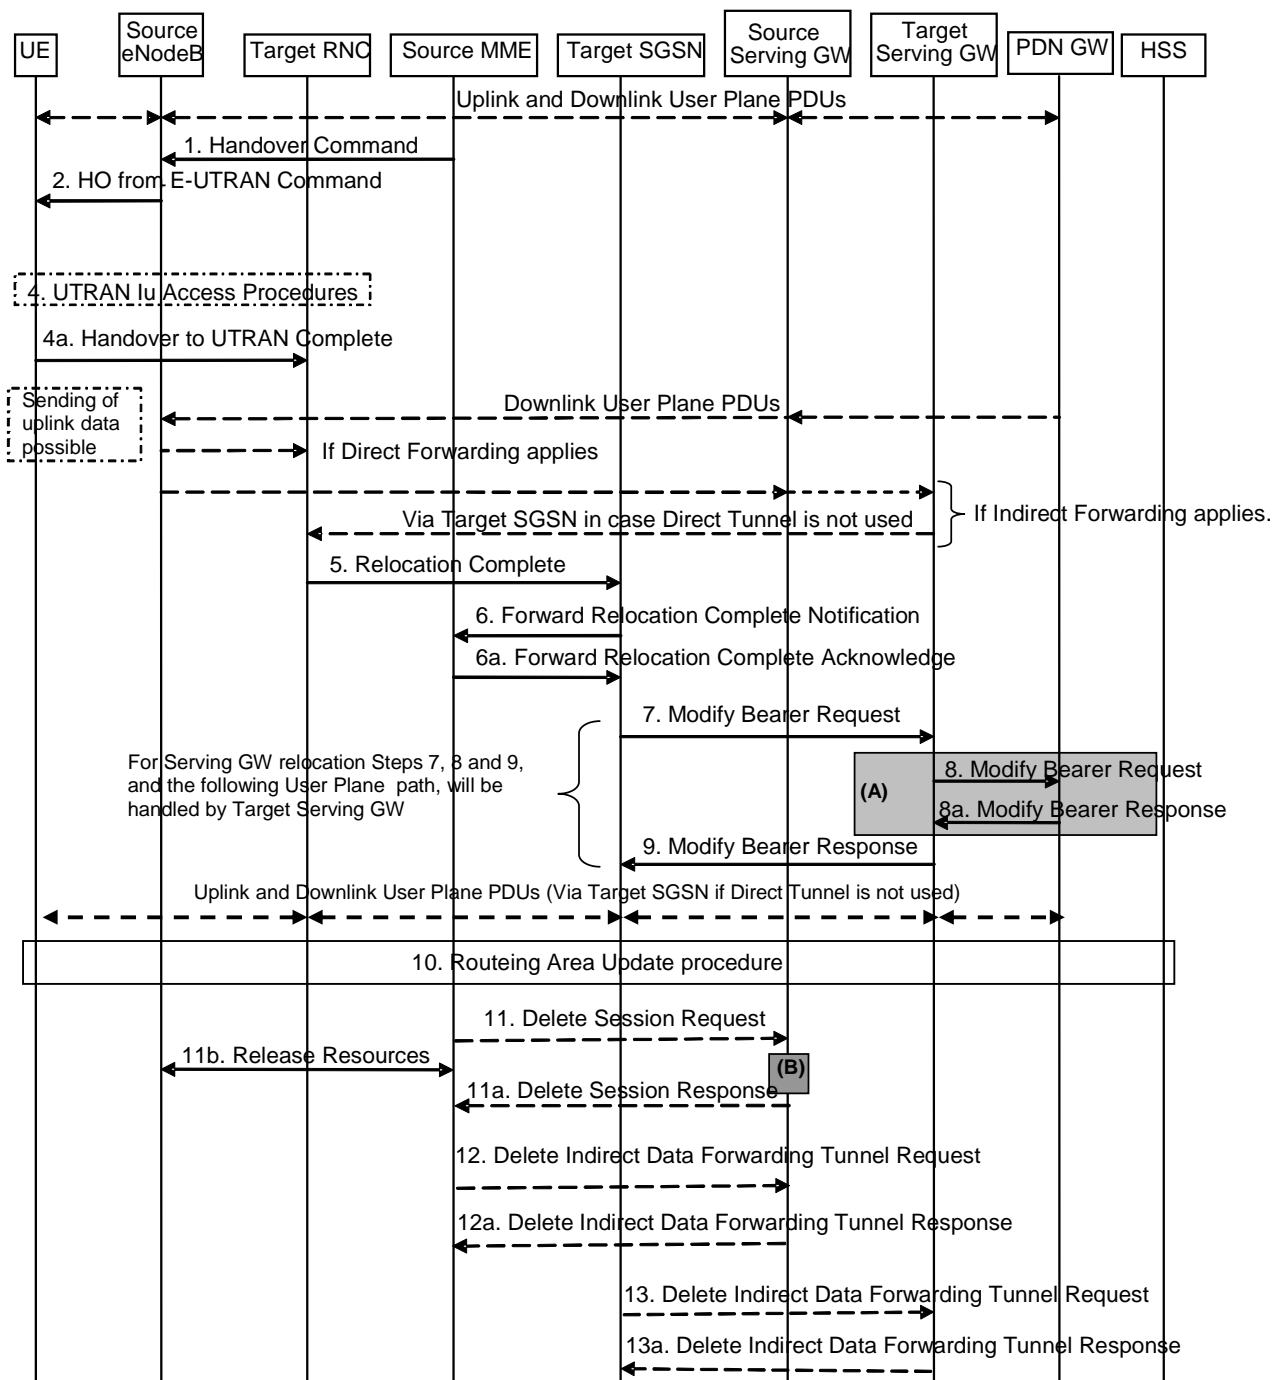 UE
Source
eNodeB
Target RNC
Source MME
Target SGSN
Source
Serving GW
Target
Serving GW
PDN GW
HSS
Uplink and Downlink User Plane PDUs
1. Handover Command
2. HO from E-UTRAN Command
4. UTRAN Iu Access Procedures
4a. Handover to UTRAN Complete
Sending of
uplink data
possible
Downlink User Plane PDUs
If Direct Forwarding applies
Via Target SGSN in case Direct Tunnel is not used
If Indirect Forwarding applies.
5. Relocation Complete
6. Forward Relocation Complete Notification
6a. Forward Relocation Complete Acknowledge
7. Modify Bearer Request
For Serving GW relocation Steps 7, 8 and 9,
and the following User Plane path, will be
handled by Target Serving GW
(A)
8. Modify Bearer Request
8a. Modify Bearer Response
9. Modify Bearer Response
Uplink and Downlink User Plane PDUs (Via Target SGSN if Direct Tunnel is not used)
10. Routeing Area Update procedure
11. Delete Session Request
11b. Release Resources
(B)
11a. Delete Session Response
12. Delete Indirect Data Forwarding Tunnel Request
12a. Delete Indirect Data Forwarding Tunnel Response
13. Delete Indirect Data Forwarding Tunnel Request
13a. Delete Indirect Data Forwarding Tunnel Response